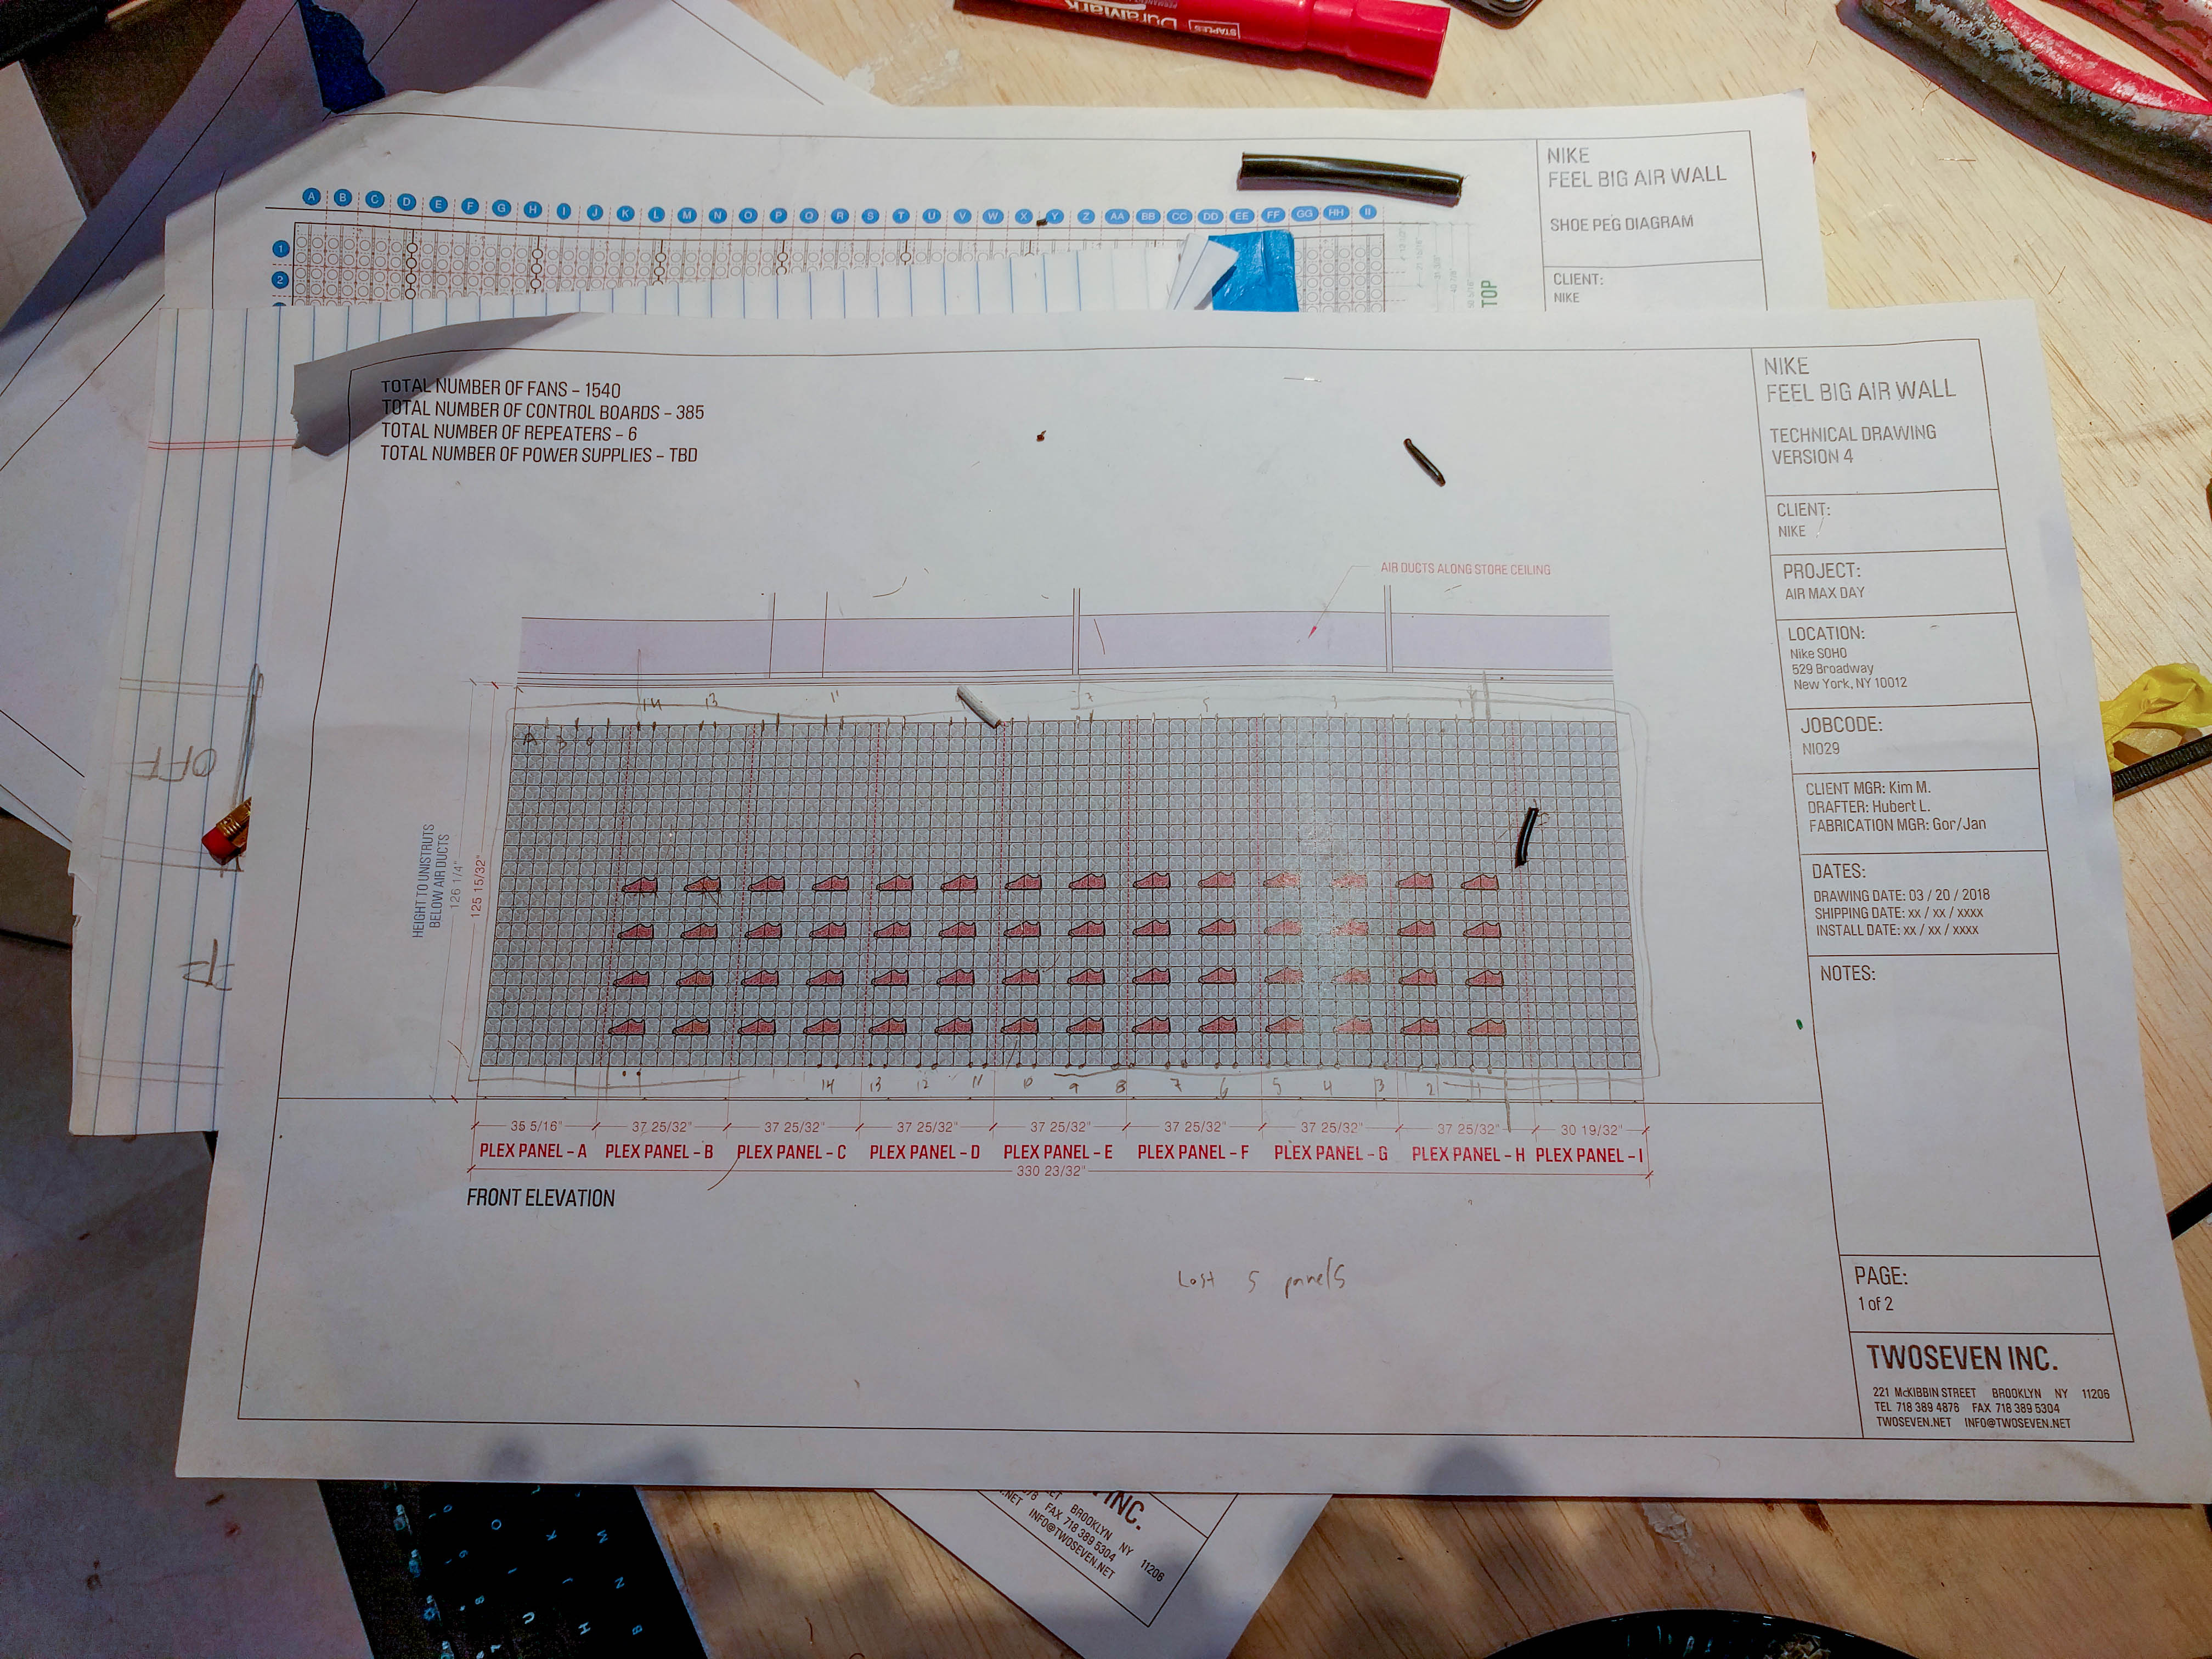 DURAMARK
STAPLES
A B C D E F G H I J K L M N O P Q R S T U V W X Y Z AA BB CC DD EE FF GG HH II
1
2
TOP
NIKE
FEEL BIG AIR WALL
SHOE PEG DIAGRAM
CLIENT:
NIKE
TOTAL NUMBER OF FANS – 1540
TOTAL NUMBER OF CONTROL BOARDS – 385
TOTAL NUMBER OF REPEATERS – 6
TOTAL NUMBER OF POWER SUPPLIES – TBD
AIR DUCTS ALONG STORE CEILING
14 13 11 5 3
A B C
HEIGHT TO UNISTRUTS
BELOW AIR DUCTS
126 1/4"
125 15/32"
14 13 12 11 10 9 8 7 6 5 4 3 2 1
35 5/16" 37 25/32" 37 25/32" 37 25/32" 37 25/32" 37 25/32" 37 25/32" 37 25/32" 30 19/32"
PLEX PANEL – A PLEX PANEL – B PLEX PANEL – C PLEX PANEL – D PLEX PANEL – E PLEX PANEL – F PLEX PANEL – G PLEX PANEL – H PLEX PANEL – I
330 23/32"
FRONT ELEVATION
Last 5 panels
NIKE
FEEL BIG AIR WALL
TECHNICAL DRAWING
VERSION 4
CLIENT:
NIKE
PROJECT:
AIR MAX DAY
LOCATION:
Nike SOHO
529 Broadway
New York, NY 10012
JOBCODE:
NI029
CLIENT MGR: Kim M.
DRAFTER: Hubert L.
FABRICATION MGR: Gor/Jan
DATES:
DRAWING DATE: 03 / 20 / 2018
SHIPPING DATE: xx / xx / xxxx
INSTALL DATE: xx / xx / xxxx
NOTES:
PAGE:
1 of 2
TWOSEVEN INC.
221 McKIBBIN STREET BROOKLYN NY 11206
TEL 718 389 4876 FAX 718 389 5304
TWOSEVEN.NET INFO@TWOSEVEN.NET
OFF
INC.
BROOKLYN NY 11206
FAX 718 389 5304
INFO@TWOSEVEN.NET